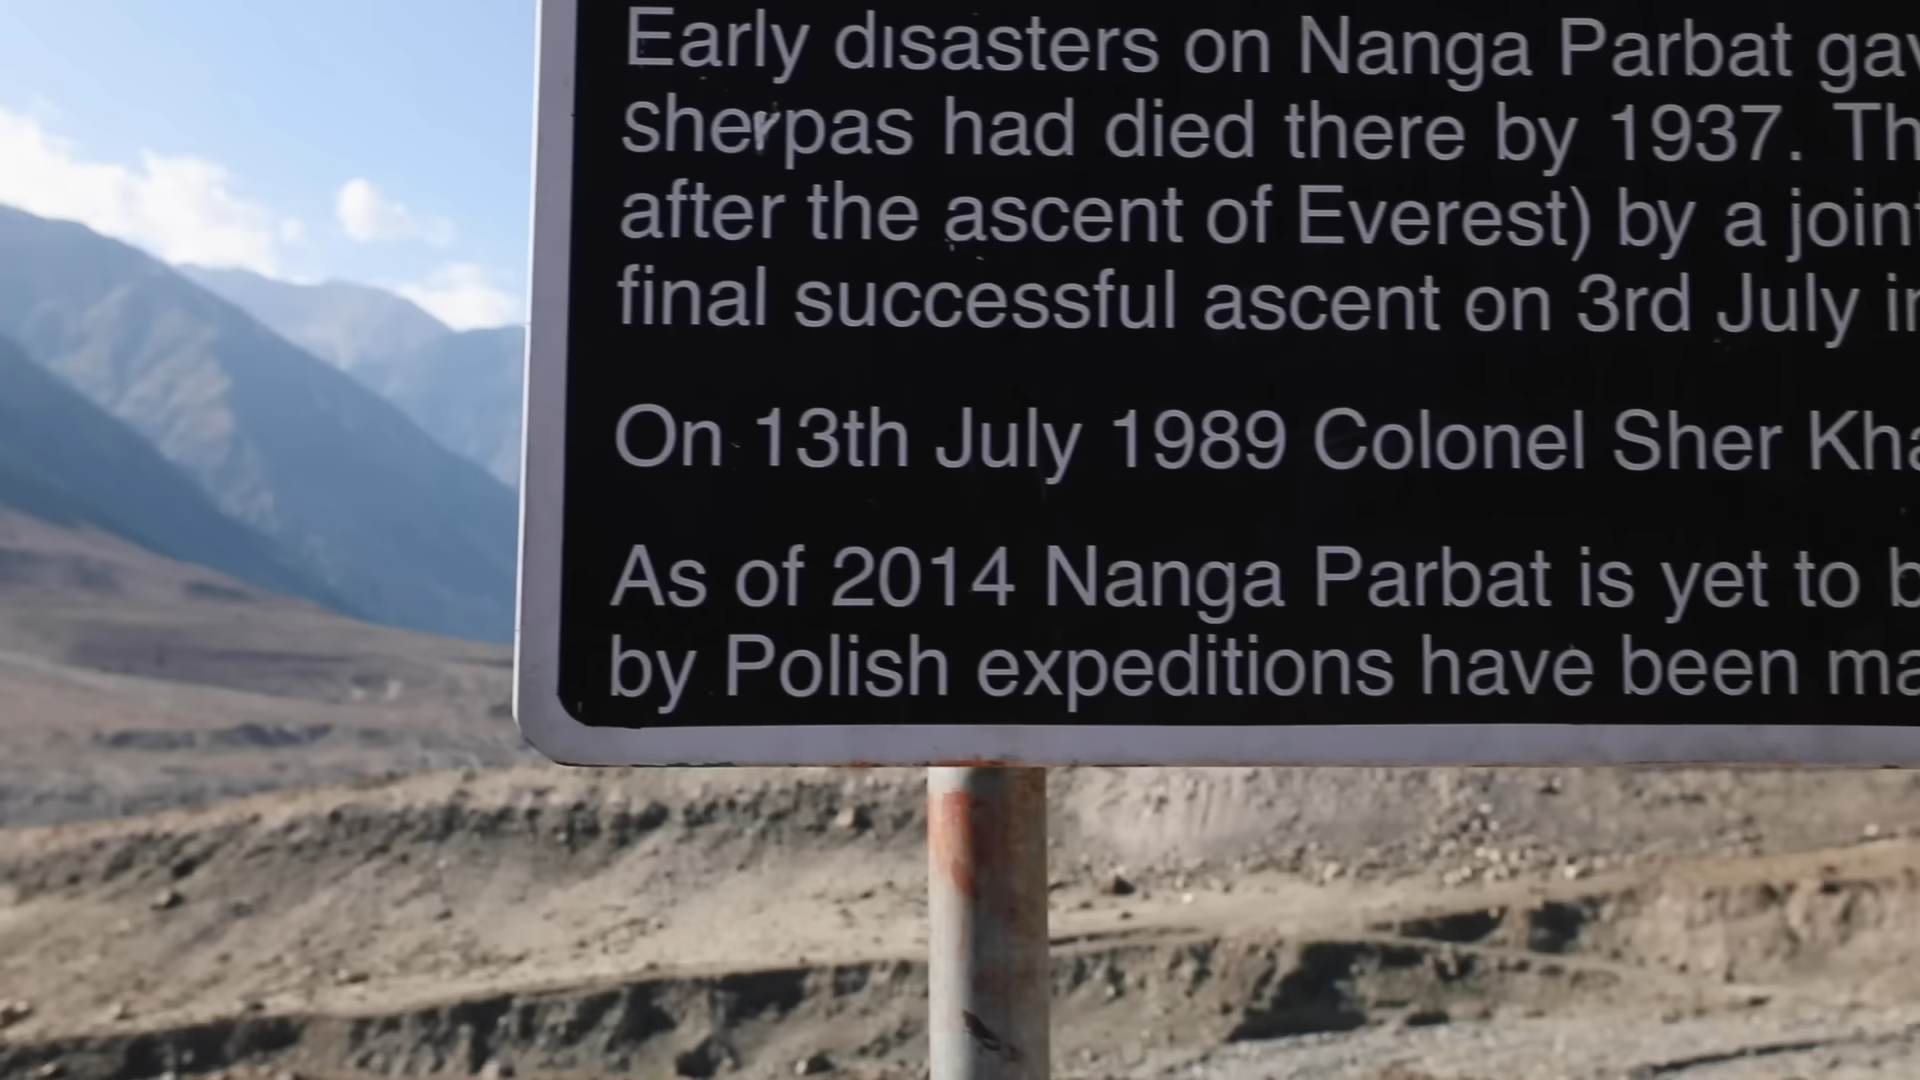 Early disasters on Nanga Parbat gav
Sherpas had died there by 1937. Th
after the ascent of Everest) by a joint
final successful ascent on 3rd July in
On 13th July 1989 Colonel Sher Kha
As of 2014 Nanga Parbat is yet to b
by Polish expeditions have been ma